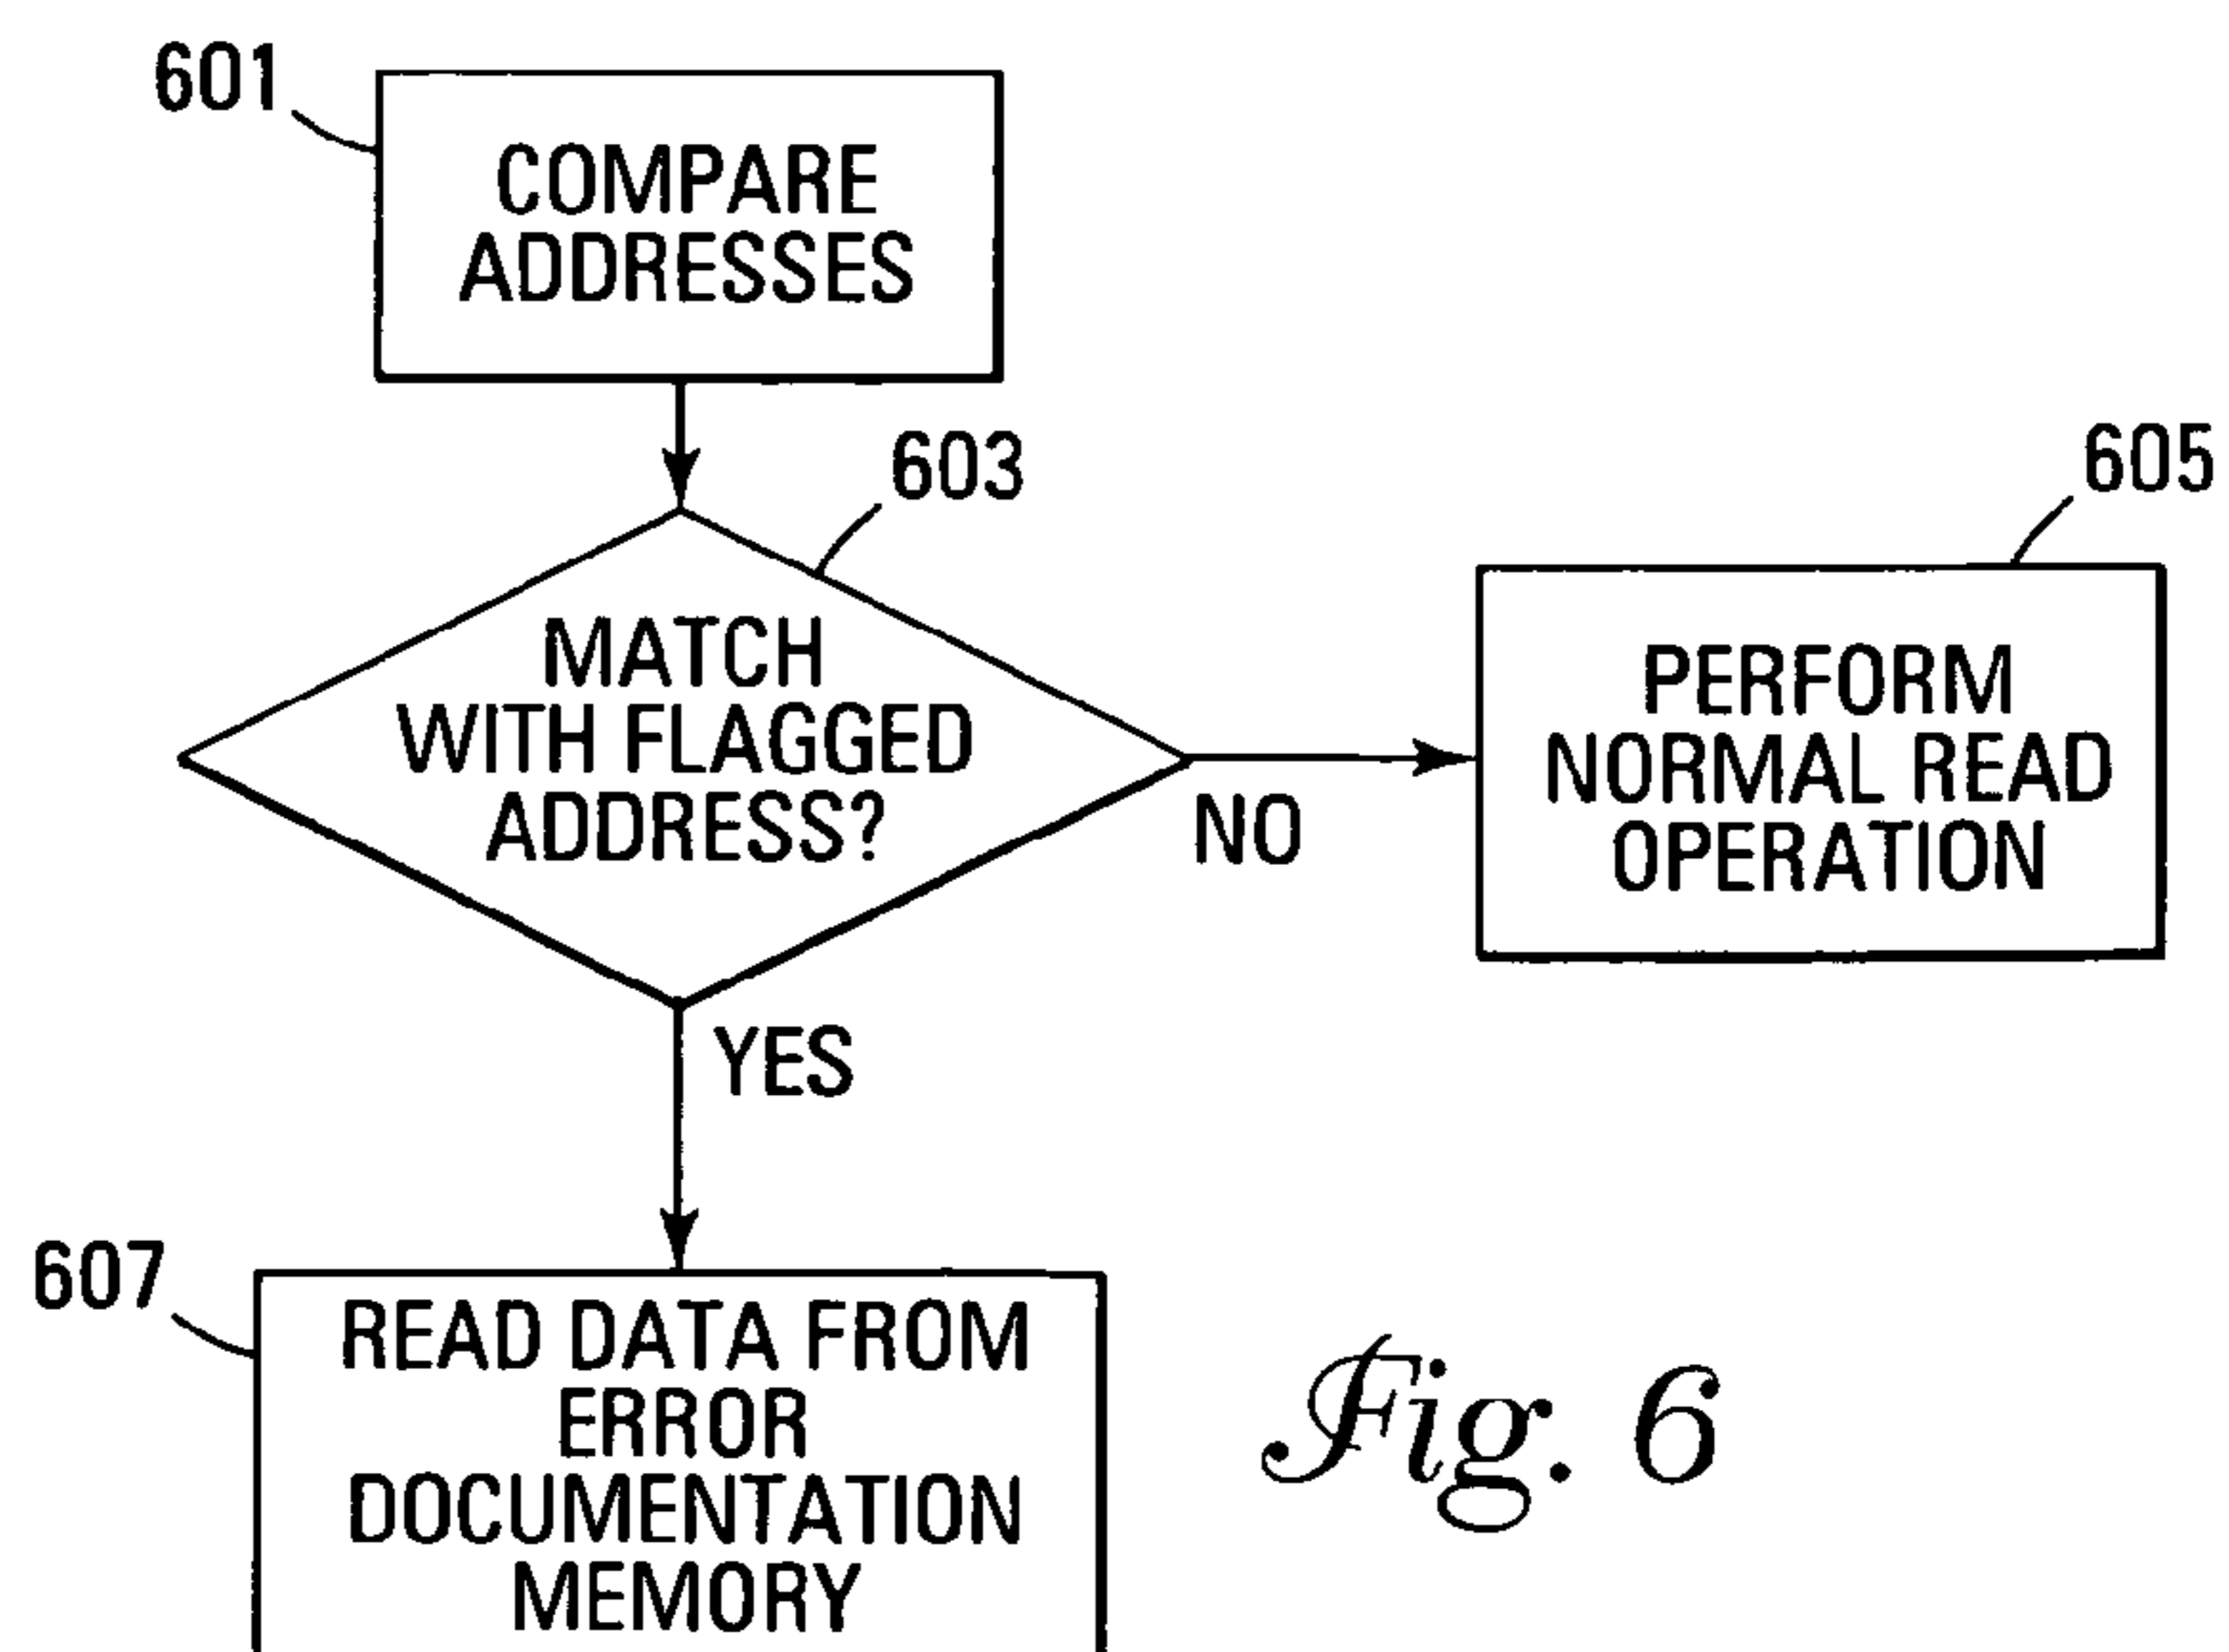 601
COMPARE
ADDRESSES
603
MATCH
WITH FLAGGED
ADDRESS?
NO
605
PERFORM
NORMAL READ
OPERATION
YES
607
READ DATA FROM
ERROR
DOCUMENTATION
MEMORY
Fig. 6